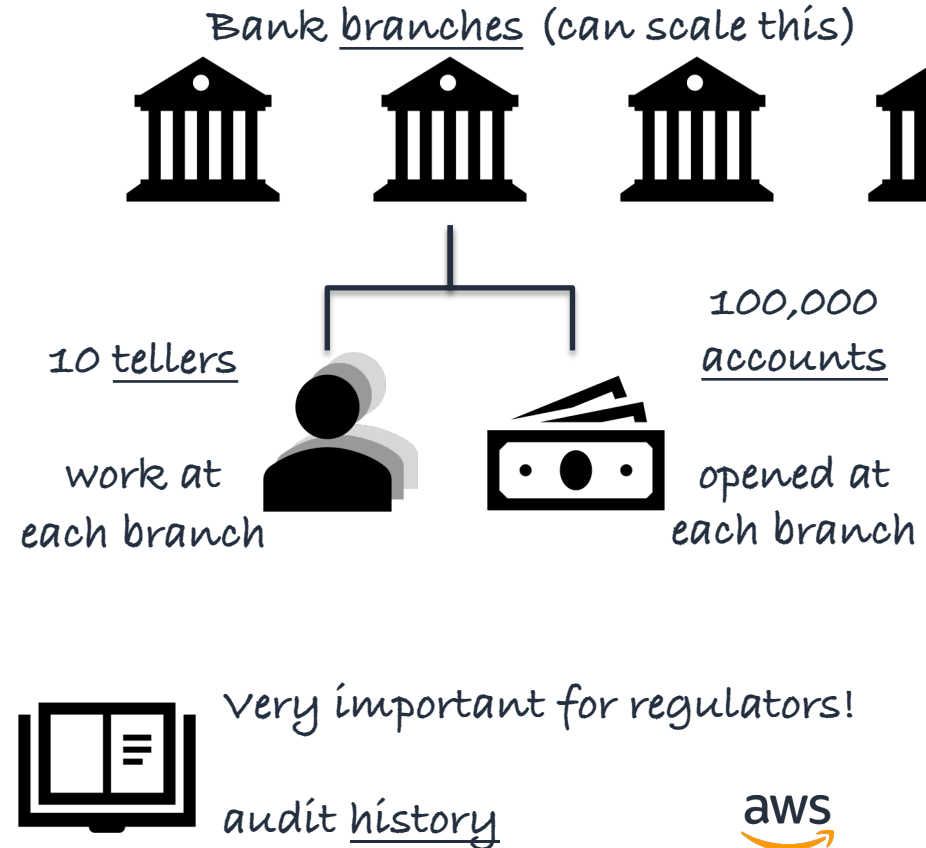 Bank branches (can scale this)
10 tellers
work at
each branch
100,000
accounts
opened at
each branch
Very important for regulators!
audit history
aws